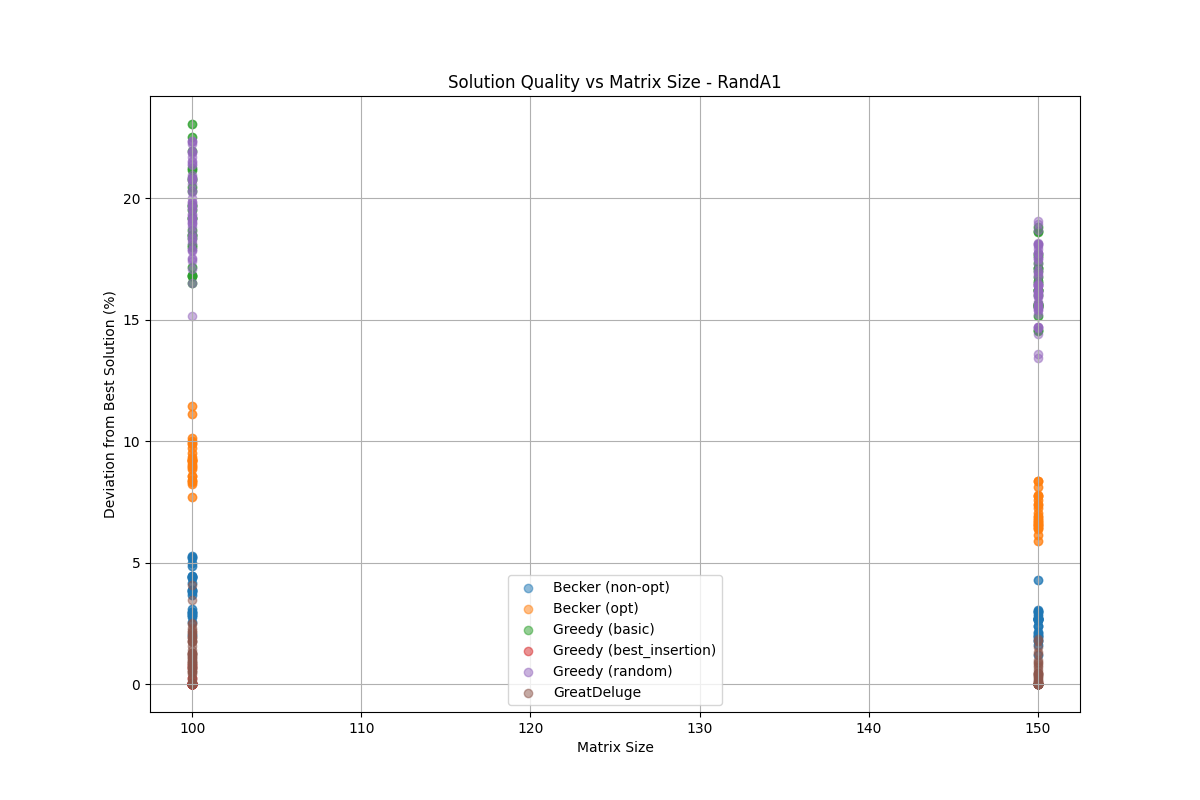 Solution Quality vs Matrix Size - RandA1
Deviation from Best Solution (%)
20
15
10
5
0
Becker (non-opt)
Becker (opt)
Greedy (basic)
Greedy (best_insertion)
Greedy (random)
GreatDeluge
100 110 120 130 140 150
Matrix Size